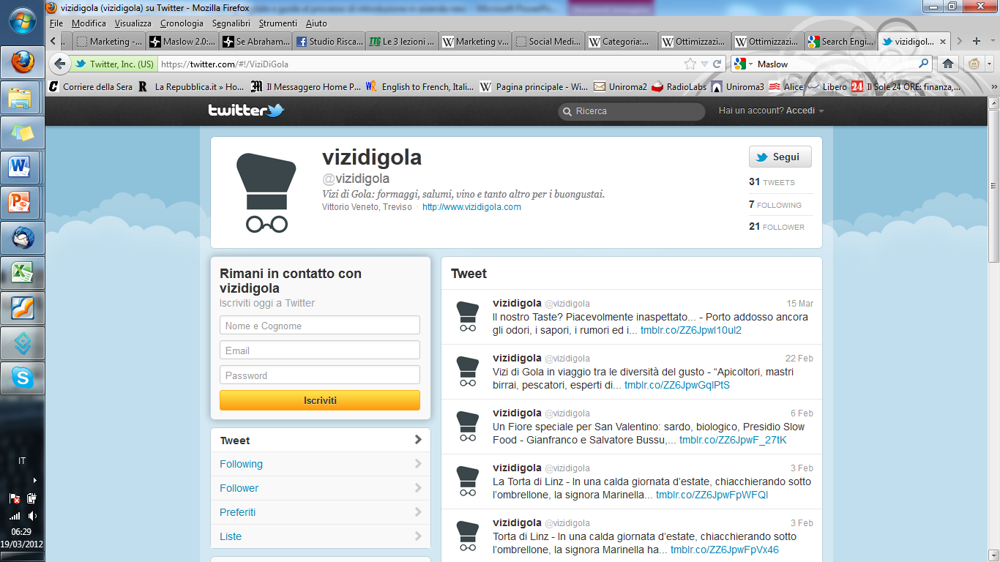 vizidigola (vizidigola) su Twitter - Mozilla Firefox
File Modifica Visualizza Cronologia Segnalibri Strumenti Aiuto
Marketing -... Maslow 2.0:... Se Abraham... Studio Risca... Le 3 lezioni ... Marketing v... Social Medi... Categoria:... Ottimizzazi... Ottimizzazi... Search Engi... vizidigol...
Twitter, Inc. (US) https://twitter.com/#!/ViziDiGola Maslow
Corriere della Sera La Repubblica.it » Ho... Il Messaggero Home P... English to French, Itali... Pagina principale - Wi... Uniroma2 RadioLabs Uniroma3 Alice Libero 24 Il Sole 24 ORE: finanza,...
twitter Ricerca Hai un account? Accedi
vizidigola
@vizidigola
Vizi di Gola: formaggi, salumi, vino e tanto altro per i buongustai.
Vittorio Veneto, Treviso · http://www.vizidigola.com
Segui
31 TWEETS
7 FOLLOWING
21 FOLLOWER
Rimani in contatto con
vizidigola
Iscriviti oggi a Twitter
Nome e Cognome
Email
Password
Iscriviti
Tweet
Following
Follower
Preferiti
Liste
Tweet
vizidigola @vizidigola 15 Mar
Il nostro Taste? Piacevolmente inaspettato... - Porto addosso ancora
gli odori, i sapori, i rumori ed i... tmblr.co/ZZ6Jpwl10ul2
vizidigola @vizidigola 22 Feb
Vizi di Gola in viaggio tra le diversità del gusto - “Apicoltori, mastri
birrai, pescatori, esperti di... tmblr.co/ZZ6JpwGqlPtS
vizidigola @vizidigola 6 Feb
Un Fiore speciale per San Valentino: sardo, biologico, Presidio Slow
Food - Gianfranco e Salvatore Bussu,... tmblr.co/ZZ6JpwF_27tK
vizidigola @vizidigola 3 Feb
La Torta di Linz - In una calda giornata d’estate, chiacchierando sotto
l’ombrellone, la signora Marinella... tmblr.co/ZZ6JpwFpWFQl
vizidigola @vizidigola 3 Feb
Torta di Linz - In una calda giornata d’estate, chiacchierando sotto
l’ombrellone, la signora Marinella ha... tmblr.co/ZZ6JpwFpVx46
IT
06:29
19/03/2012